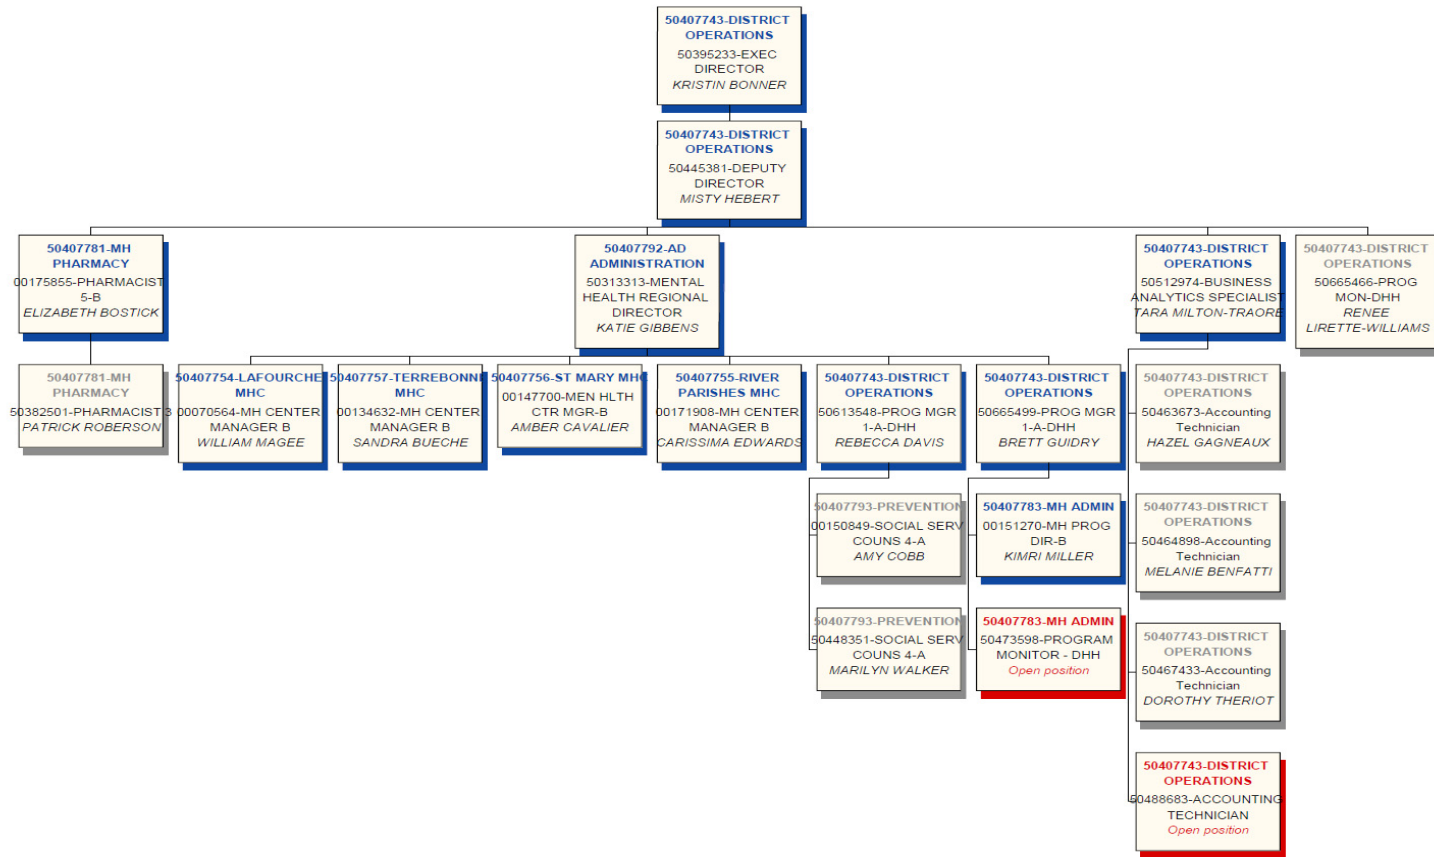 50407743-DISTRICT
OPERATIONS
50395233-EXEC
DIRECTOR
KRISTIN BONNER
50407743-DISTRICT
OPERATIONS
50445381-DEPUTY
DIRECTOR
MISTY HEBERT
50407781-MH
PHARMACY
00175855-PHARMACIST
5-B
ELIZABETH BOSTICK
50407792-AD
ADMINISTRATION
50313313-MENTAL
HEALTH REGIONAL
DIRECTOR
KATIE GIBBENS
50407743-DISTRICT
OPERATIONS
50512974-BUSINESS
ANALYTICS SPECIALIST
TARA MILTON-TRAORE
50407743-DISTRICT
OPERATIONS
50665466-PROG
MON-DHH
RENEE
LIRETTE-WILLIAMS
50407781-MH
PHARMACY
50382501-PHARMACIST 3
PATRICK ROBERSON
50407754-LAFOURCHE
MHC
00070564-MH CENTER
MANAGER B
WILLIAM MAGEE
50407757-TERREBONNE
MHC
00134632-MH CENTER
MANAGER B
SANDRA BUECHE
50407756-ST MARY MHC
00147700-MEN HLTH
CTR MGR-B
AMBER CAVALIER
50407755-RIVER
PARISHES MHC
00171908-MH CENTER
MANAGER B
CARISSIMA EDWARDS
50407743-DISTRICT
OPERATIONS
50613548-PROG MGR
1-A-DHH
REBECCA DAVIS
50407743-DISTRICT
OPERATIONS
50665499-PROG MGR
1-A-DHH
BRETT GUIDRY
50407743-DISTRICT
OPERATIONS
50463673-Accounting
Technician
HAZEL GAGNEAUX
50407793-PREVENTION
00150849-SOCIAL SERV
COUNS 4-A
AMY COBB
50407783-MH ADMIN
00151270-MH PROG
DIR-B
KIMRI MILLER
50407743-DISTRICT
OPERATIONS
50464898-Accounting
Technician
MELANIE BENFATTI
50407793-PREVENTION
50448351-SOCIAL SERV
COUNS 4-A
MARILYN WALKER
50407783-MH ADMIN
50473598-PROGRAM
MONITOR - DHH
Open position
50407743-DISTRICT
OPERATIONS
50467433-Accounting
Technician
DOROTHY THERIOT
50407743-DISTRICT
OPERATIONS
50488683-ACCOUNTING
TECHNICIAN
Open position